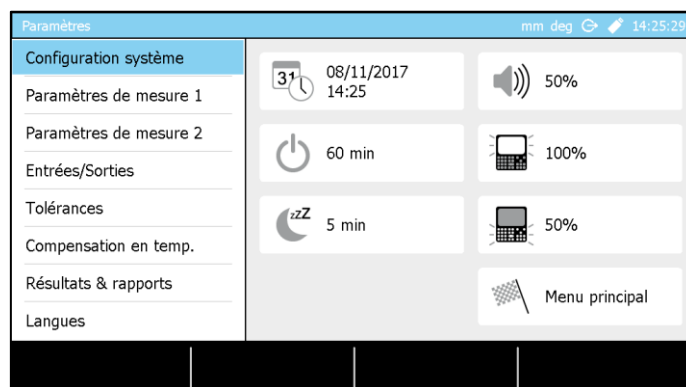 Paramètres
mm deg 14:25:29
Configuration système
Paramètres de mesure 1
Paramètres de mesure 2
Entrées/Sorties
Tolérances
Compensation en temp.
Résultats & rapports
Langues
31
08/11/2017
14:25
50%
60 min
100%
zzZ
5 min
50%
Menu principal